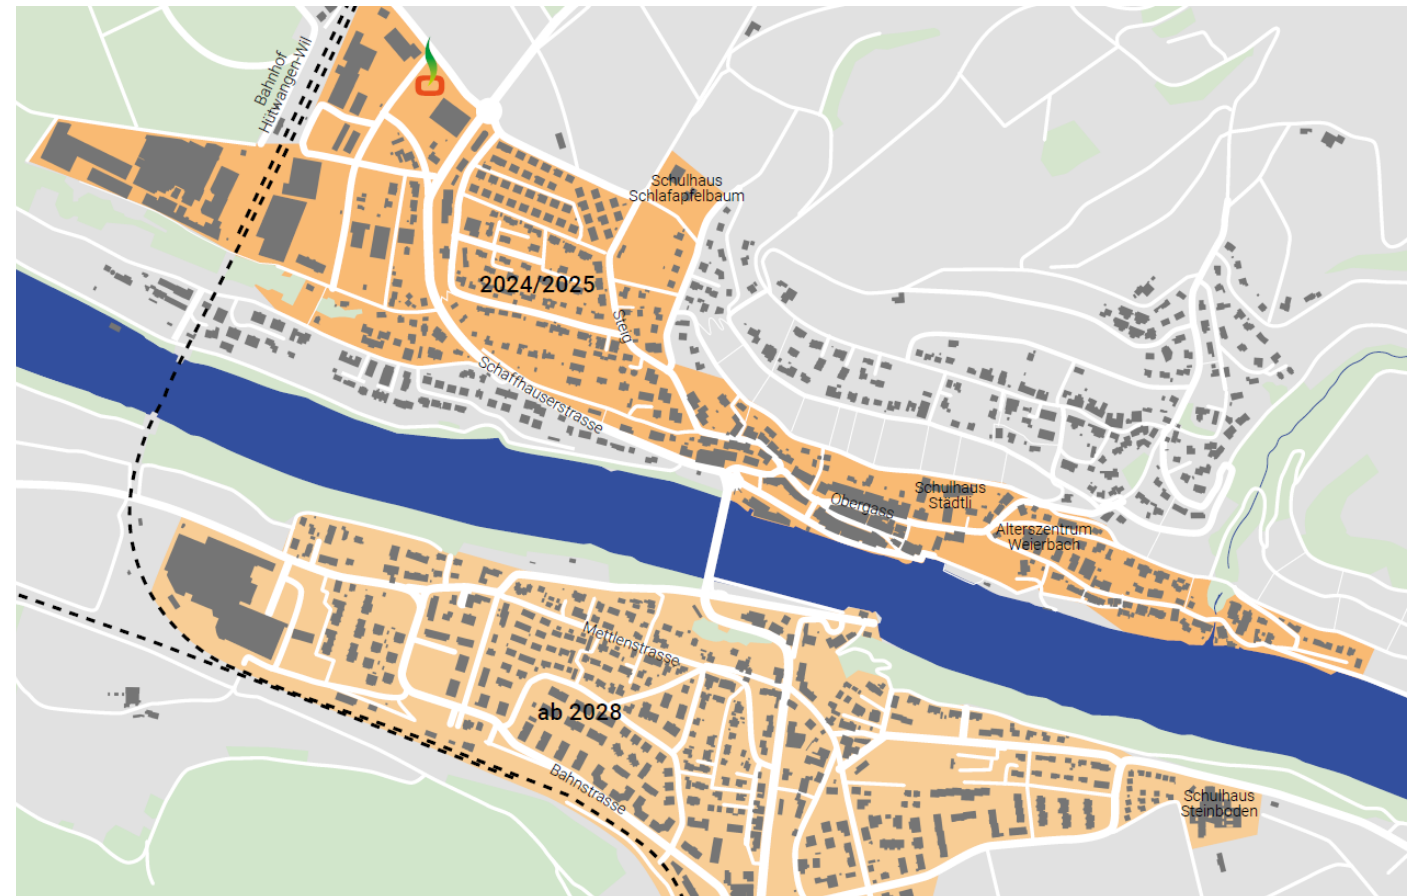 Bahnhof
Hütwangen-Wil
Schulhaus
Schlafapfelbaum
2024/2025
Steig
Schaffhauserstrasse
Obergass
Schulhaus
Städtli
Alterszentrum
Weierbach
Mettlenstrasse
ab 2028
Bahnstrasse
Schulhaus
Steinboden